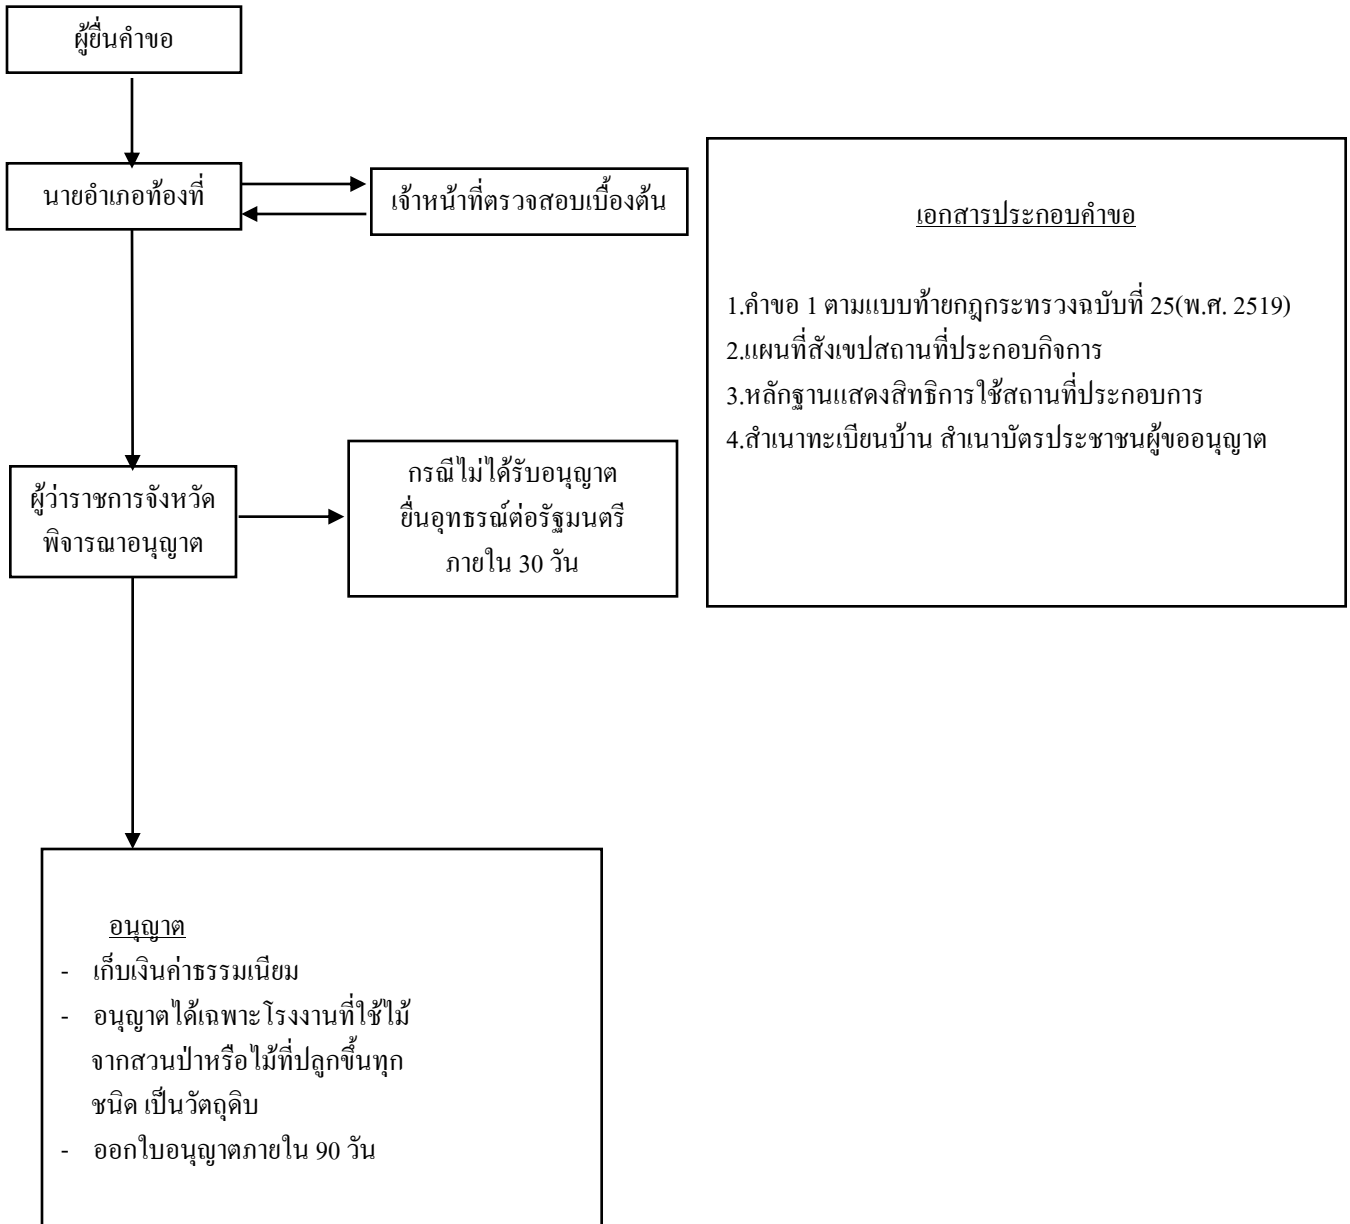 ผู้ยื่นคำขอ
นายอำเภอท้องที่
เจ้าหน้าที่ตรวจสอบเบื้องต้น
เอกสารประกอบคำขอ
1.คำขอ 1 ตามแบบท้ายกฎกระทรวงฉบับที่ 25(พ.ศ. 2519)
2.แผนที่สังเขปสถานที่ประกอบกิจการ
3.หลักฐานแสดงสิทธิการใช้สถานที่ประกอบการ
4.สำเนาทะเบียนบ้าน สำเนาบัตรประชาชนผู้ขออนุญาต
ผู้ว่าราชการจังหวัด
พิจารณาอนุญาต
กรณีไม่ได้รับอนุญาต
ยื่นอุทธรณ์ต่อรัฐมนตรี
ภายใน 30 วัน
อนุญาต
- เก็บเงินค่าธรรมเนียม
- อนุญาตได้เฉพาะโรงงานที่ใช้ไม้
จากสวนป่าหรือไม้ที่ปลูกขึ้นทุก
ชนิด เป็นวัตถุดิบ
- ออกใบอนุญาตภายใน 90 วัน